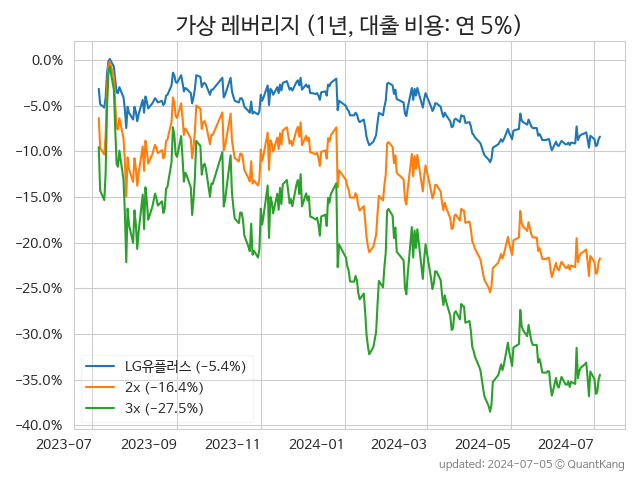 가상 레버리지 (1년, 대출 비용: 연 5%)
0.0%
−5.0%
−10.0%
−15.0%
−20.0%
−25.0%
−30.0%
−35.0%
−40.0%
LG유플러스 (−5.4%)
2x (−16.4%)
3x (−27.5%)
2023-07 2023-09 2023-11 2024-01 2024-03 2024-05 2024-07
updated: 2024-07-05 © QuantKang